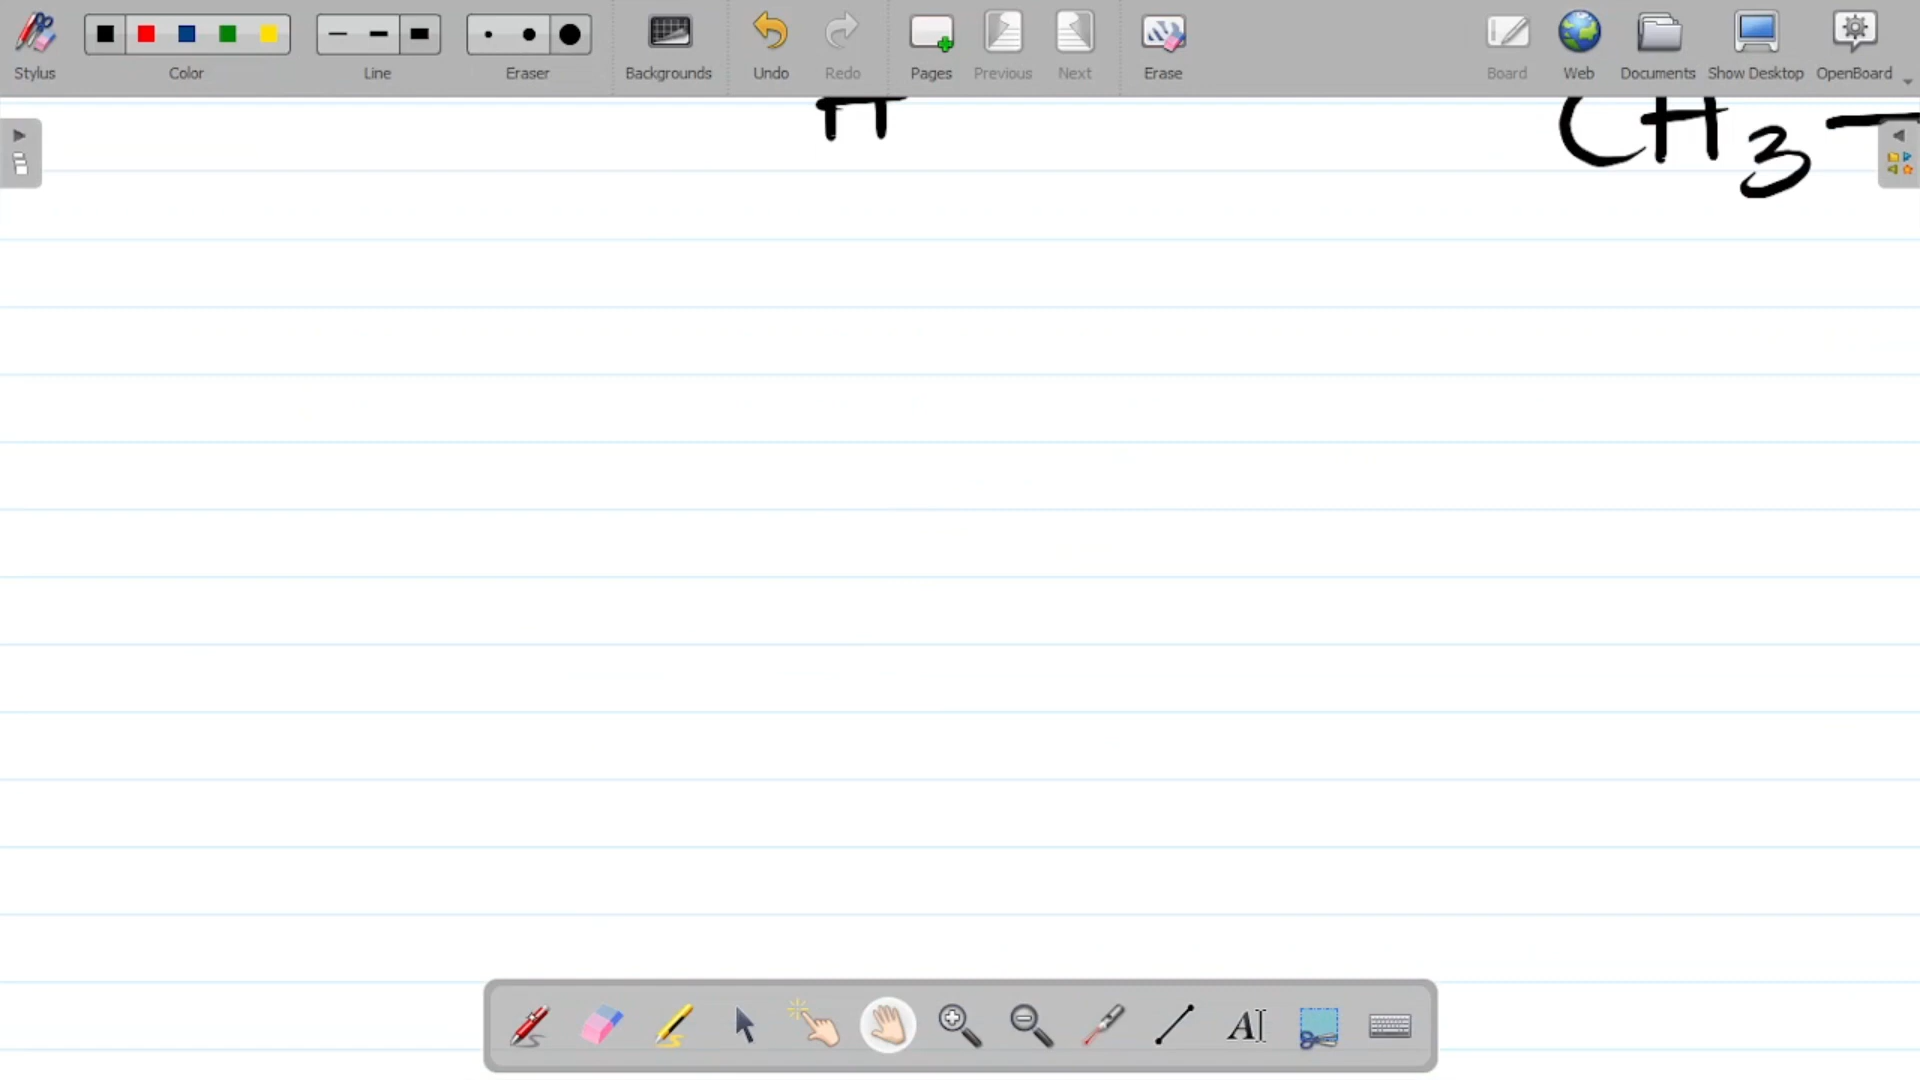 Stylus Color Line Eraser Backgrounds Undo Redo Pages Previous Next Erase Board Web Documents Show Desktop OpenBoard
H CH3 —